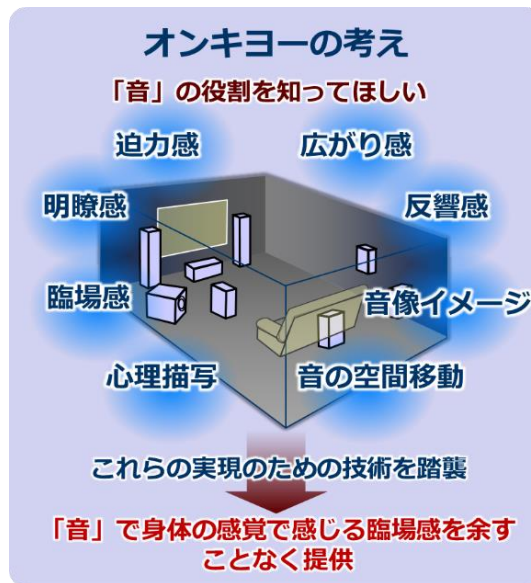 オンキヨーの考え
「音」の役割を知ってほしい
迫力感
広がり感
明瞭感
反響感
臨場感
音像イメージ
心理描写
音の空間移動
これらの実現のための技術を踏襲
「音」で身体の感覚で感じる臨場感を余す
ことなく提供